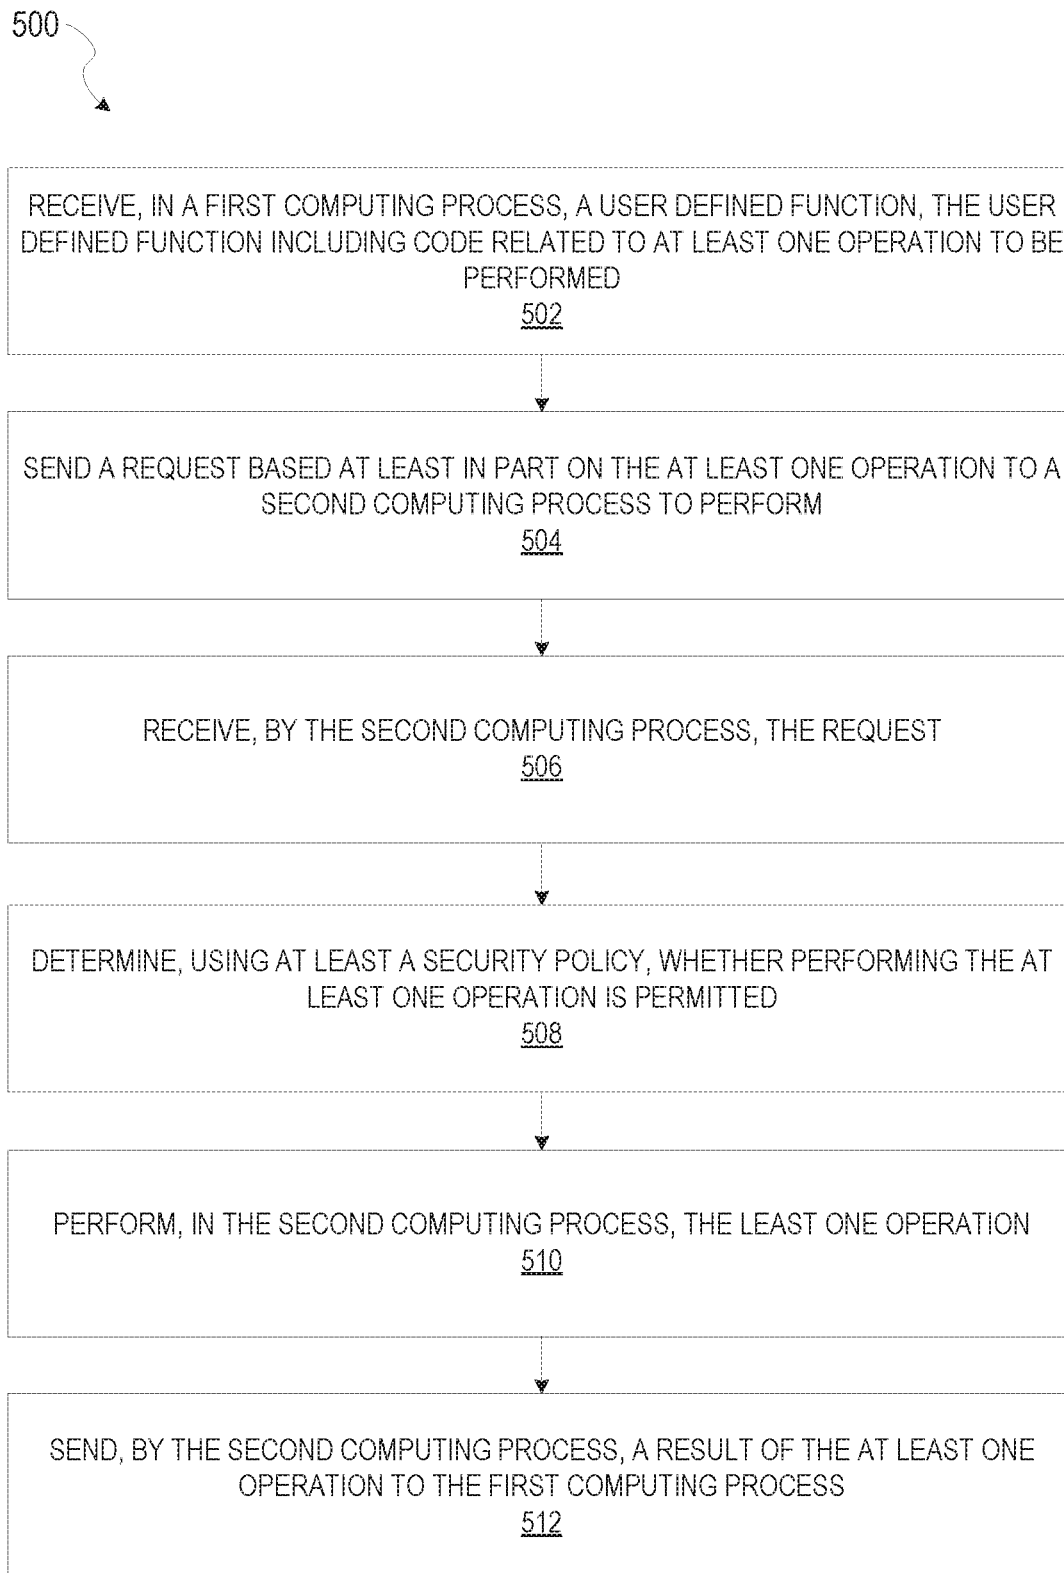 500
RECEIVE, IN A FIRST COMPUTING PROCESS, A USER DEFINED FUNCTION, THE USER
DEFINED FUNCTION INCLUDING CODE RELATED TO AT LEAST ONE OPERATION TO BE
PERFORMED
502
SEND A REQUEST BASED AT LEAST IN PART ON THE AT LEAST ONE OPERATION TO A
SECOND COMPUTING PROCESS TO PERFORM
504
RECEIVE, BY THE SECOND COMPUTING PROCESS, THE REQUEST
506
DETERMINE, USING AT LEAST A SECURITY POLICY, WHETHER PERFORMING THE AT
LEAST ONE OPERATION IS PERMITTED
508
PERFORM, IN THE SECOND COMPUTING PROCESS, THE LEAST ONE OPERATION
510
SEND, BY THE SECOND COMPUTING PROCESS, A RESULT OF THE AT LEAST ONE
OPERATION TO THE FIRST COMPUTING PROCESS
512